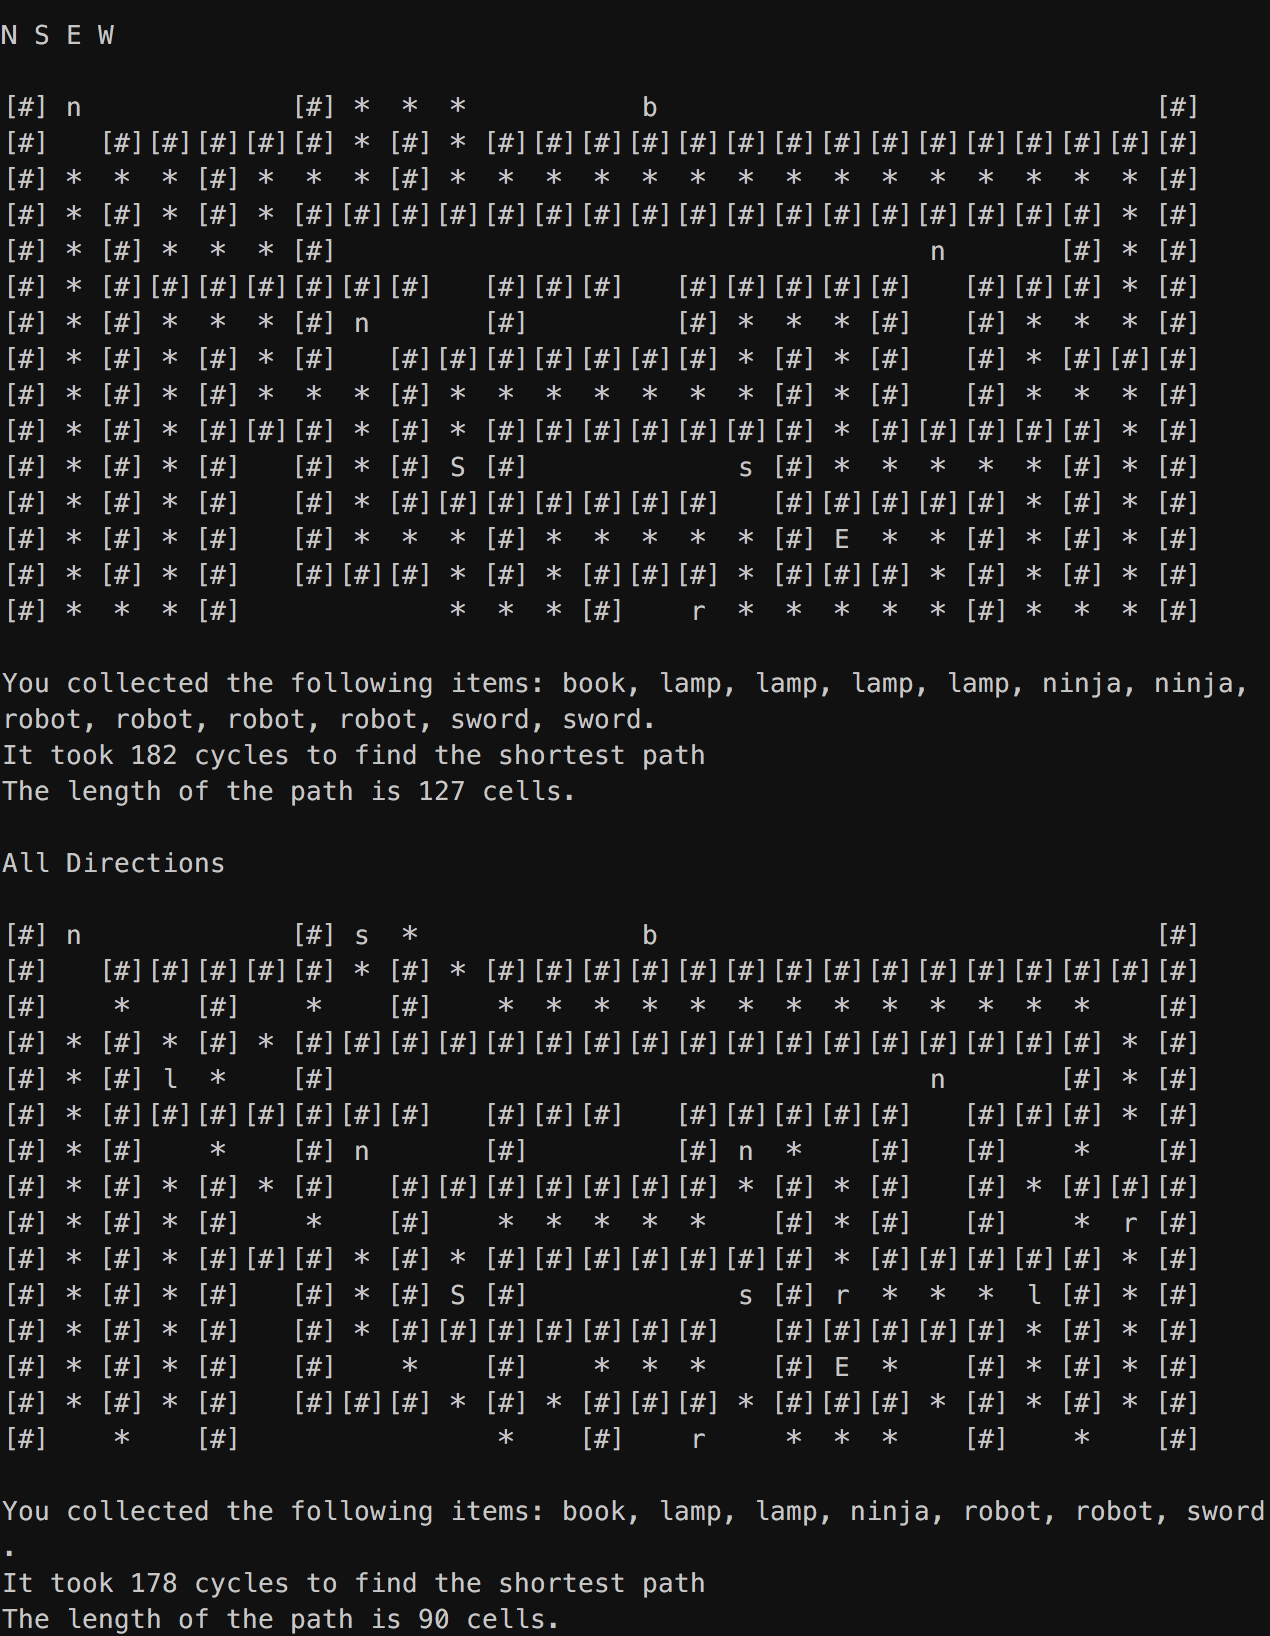 N S E W

[#] n             [#] *  *  *           b                               [#]
[#]   [#][#][#][#][#] * [#] * [#][#][#][#][#][#][#][#][#][#][#][#][#][#][#]
[#] *  *  * [#] *  *  * [#] *  *  *  *  *  *  *  *  *  *  *  *  *  *  * [#]
[#] * [#] * [#] * [#][#][#][#][#][#][#][#][#][#][#][#][#][#][#][#][#] * [#]
[#] * [#] *  *  * [#]                                     n       [#] * [#]
[#] * [#][#][#][#][#][#][#]   [#][#][#]   [#][#][#][#][#]   [#][#][#] * [#]
[#] * [#] *  *  * [#] n       [#]         [#] *  *  * [#]   [#] *  *  * [#]
[#] * [#] * [#] * [#]   [#][#][#][#][#][#][#] * [#] * [#]   [#] * [#][#][#]
[#] * [#] * [#] *  *  * [#] *  *  *  *  *  *  * [#] * [#]   [#] *  *  * [#]
[#] * [#] * [#][#][#] * [#] * [#][#][#][#][#][#][#] * [#][#][#][#][#] * [#]
[#] * [#] * [#]   [#] * [#] S [#]             s [#] *  *  *  *  * [#] * [#]
[#] * [#] * [#]   [#] * [#][#][#][#][#][#][#]   [#][#][#][#][#] * [#] * [#]
[#] * [#] * [#]   [#] *  *  * [#] *  *  *  *  * [#] E  *  * [#] * [#] * [#]
[#] * [#] * [#]   [#][#][#] * [#] * [#][#][#] * [#][#][#] * [#] * [#] * [#]
[#] *  *  * [#]             *  *  * [#]    r  *  *  *  *  * [#] *  *  * [#]

You collected the following items: book, lamp, lamp, lamp, lamp, ninja, ninja,
robot, robot, robot, robot, sword, sword.
It took 182 cycles to find the shortest path
The length of the path is 127 cells.

All Directions

[#] n             [#] s  *              b                               [#]
[#]   [#][#][#][#][#] * [#] * [#][#][#][#][#][#][#][#][#][#][#][#][#][#][#]
[#]    *    [#]    *    [#]    *  *  *  *  *  *  *  *  *  *  *  *  *    [#]
[#] * [#] * [#] * [#][#][#][#][#][#][#][#][#][#][#][#][#][#][#][#][#] * [#]
[#] * [#] l  *    [#]                                     n       [#] * [#]
[#] * [#][#][#][#][#][#][#]   [#][#][#]   [#][#][#][#][#]   [#][#][#] * [#]
[#] * [#]    *    [#] n       [#]         [#] n  *    [#]   [#]    *    [#]
[#] * [#] * [#] * [#]   [#][#][#][#][#][#][#] * [#] * [#]   [#] * [#][#][#]
[#] * [#] * [#]    *    [#]    *  *  *  *  *    [#] * [#]   [#]    *  r [#]
[#] * [#] * [#][#][#] * [#] * [#][#][#][#][#][#][#] * [#][#][#][#][#] * [#]
[#] * [#] * [#]   [#] * [#] S [#]             s [#] r  *  *  *  l [#] * [#]
[#] * [#] * [#]   [#] * [#][#][#][#][#][#][#]   [#][#][#][#][#] * [#] * [#]
[#] * [#] * [#]   [#]    *    [#]    *  *  *    [#] E  *    [#] * [#] * [#]
[#] * [#] * [#]   [#][#][#] * [#] * [#][#][#] * [#][#][#] * [#] * [#] * [#]
[#]    *    [#]                *    [#]    r     *  *  *    [#]    *    [#]

You collected the following items: book, lamp, lamp, ninja, robot, robot, sword
.
It took 178 cycles to find the shortest path
The length of the path is 90 cells.